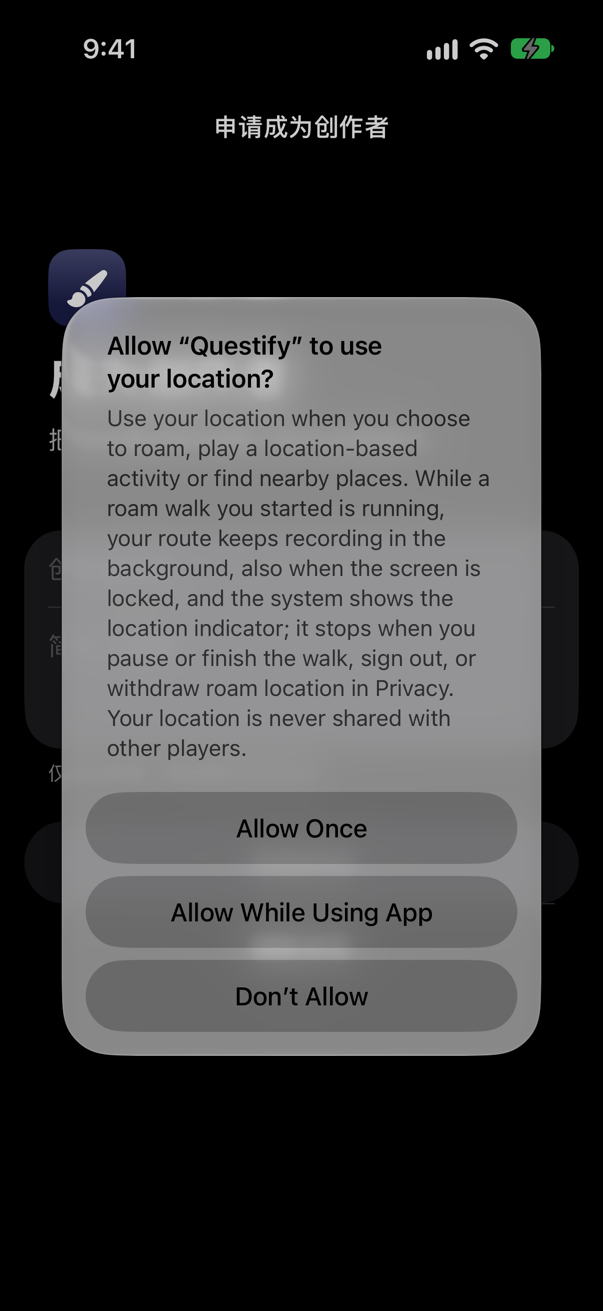 9:41
申请成为创作者
Allow “Questify” to use
your location?
Use your location when you choose
to roam, play a location-based
activity or find nearby places. While a
roam walk you started is running,
your route keeps recording in the
background, also when the screen is
locked, and the system shows the
location indicator; it stops when you
pause or finish the walk, sign out, or
withdraw roam location in Privacy.
Your location is never shared with
other players.
Allow Once
Allow While Using App
Don’t Allow